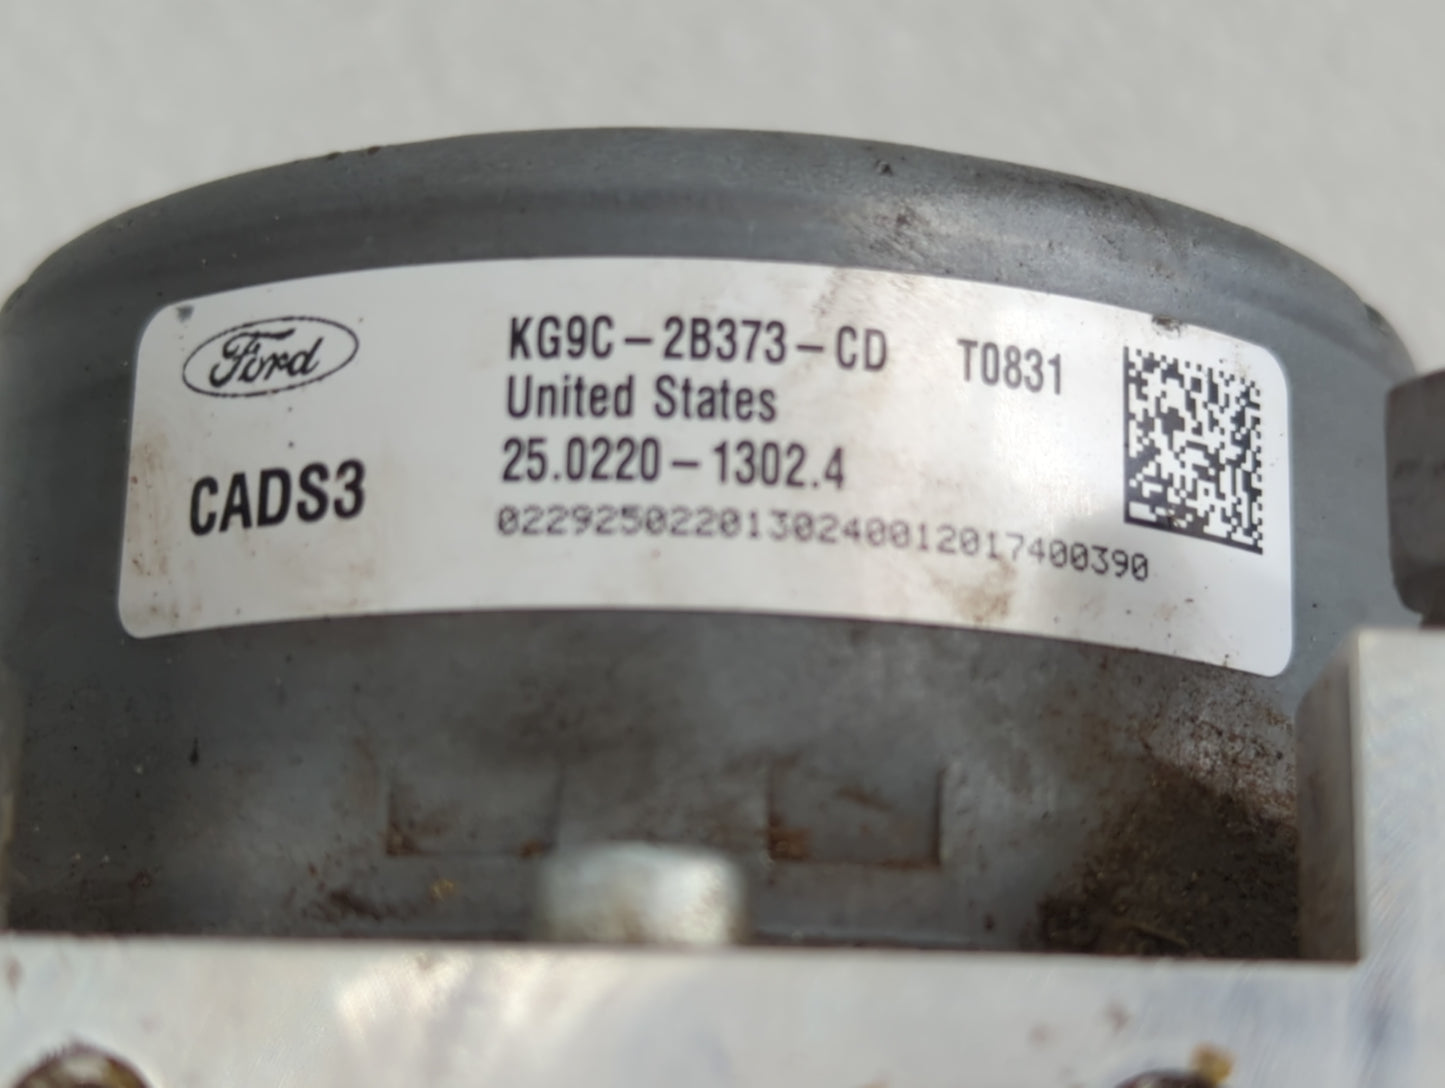 Ford
KG9C-2B373-CD T0831
United States
CADS3
25.0220-1302.4
0229250220130240012017400390